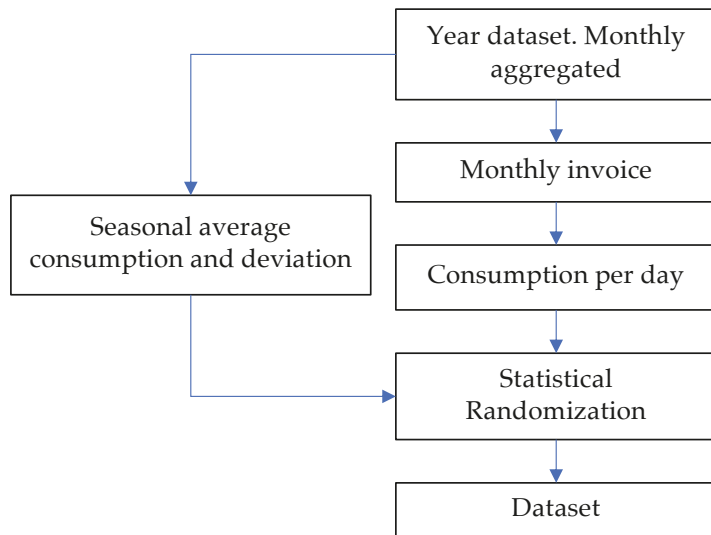 Year dataset. Monthly
aggregated
Monthly invoice
Seasonal average
consumption and deviation
Consumption per day
Statistical
Randomization
Dataset